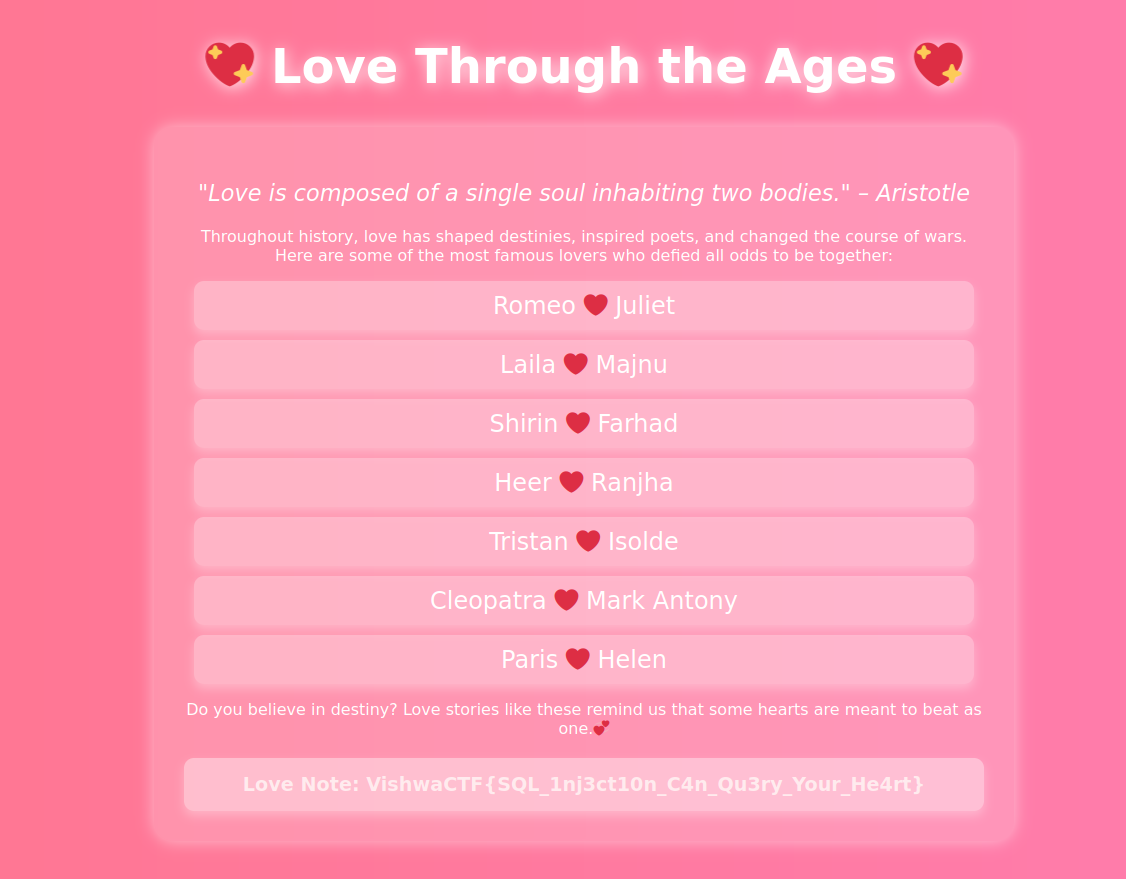 💖 Love Through the Ages 💖
"Love is composed of a single soul inhabiting two bodies." – Aristotle
Throughout history, love has shaped destinies, inspired poets, and changed the course of wars.
Here are some of the most famous lovers who defied all odds to be together:
Romeo ❤️ Juliet
Laila ❤️ Majnu
Shirin ❤️ Farhad
Heer ❤️ Ranjha
Tristan ❤️ Isolde
Cleopatra ❤️ Mark Antony
Paris ❤️ Helen
Do you believe in destiny? Love stories like these remind us that some hearts are meant to beat as
one.💕
Love Note: VishwaCTF{SQL_1nj3ct10n_C4n_Qu3ry_Your_He4rt}